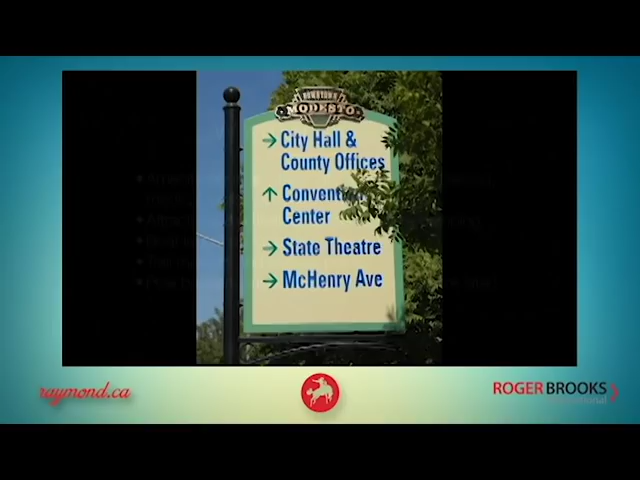 DOWNTOWN
MODESTO
City Hall &
County Offices
Convention
Center
State Theatre
McHenry Ave
raymond.ca
ROGER BROOKS